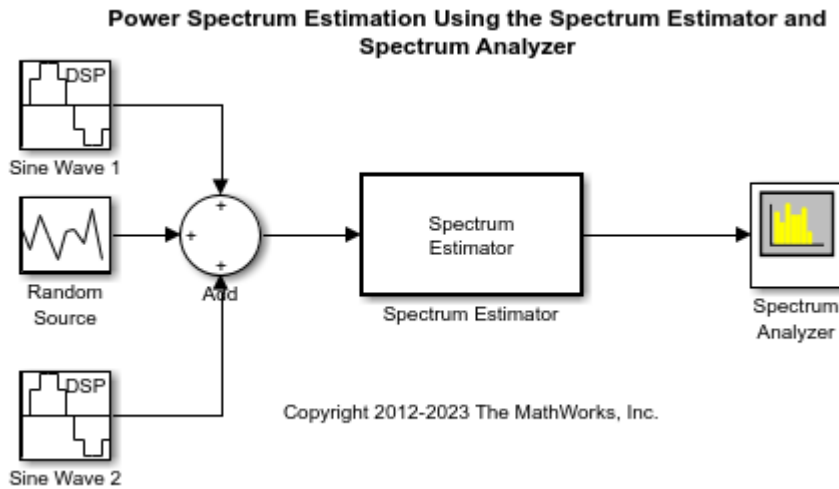 Power Spectrum Estimation Using the Spectrum Estimator and
Spectrum Analyzer
DSP
Sine Wave 1
Random
Source
+
+
+
Add
Spectrum
Estimator
Spectrum Estimator
Spectrum
Analyzer
DSP
Sine Wave 2
Copyright 2012-2023 The MathWorks, Inc.